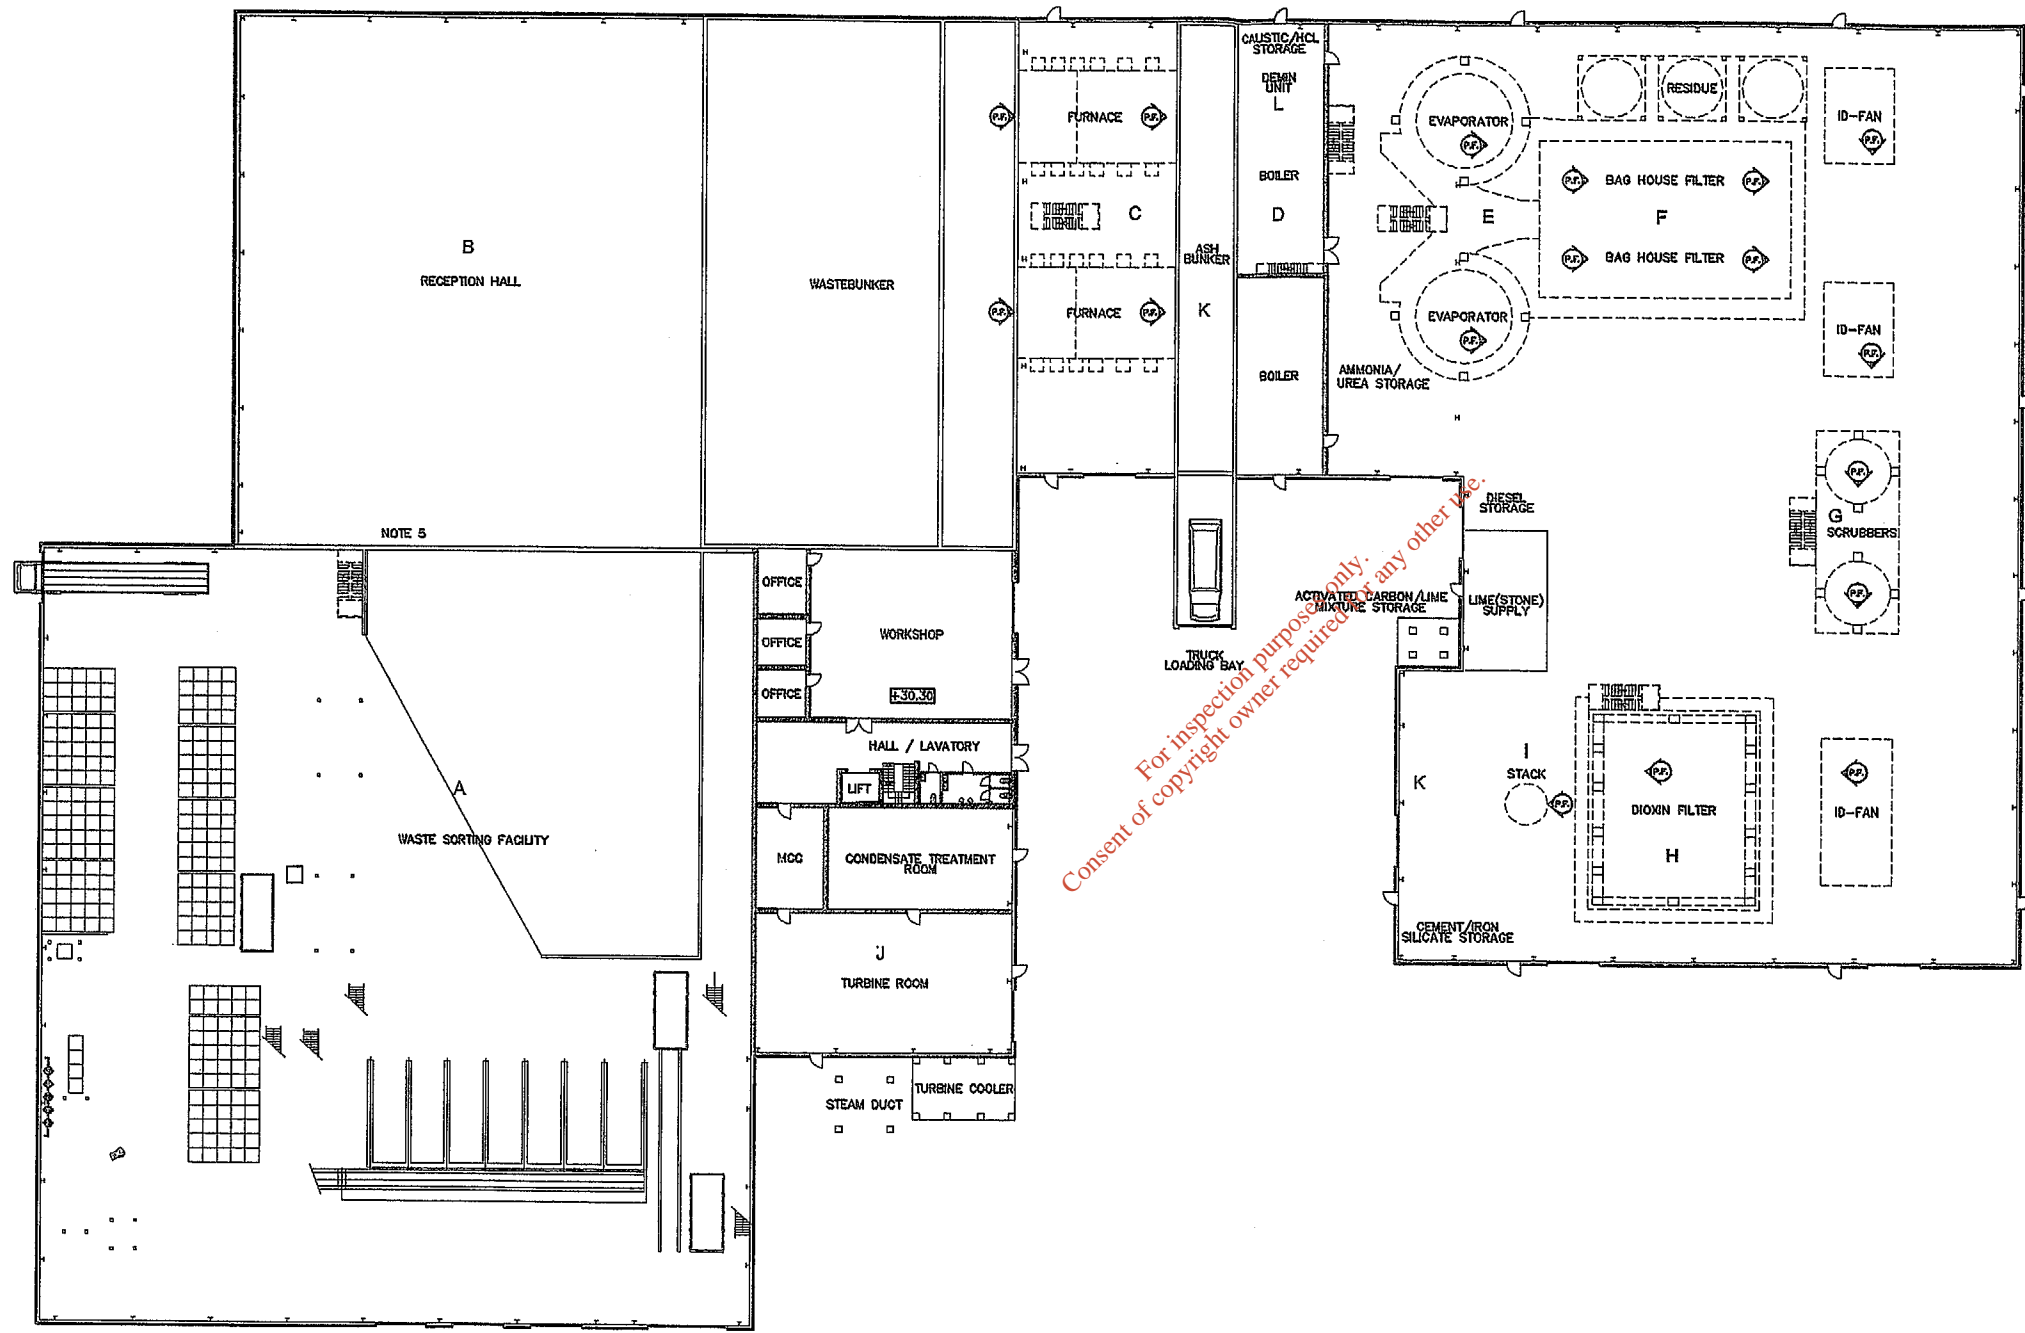 CAUSTIC/HCL
STORAGE
DEMIN
UNIT
L
BOILER
D
BOILER
B
RECEPTION HALL
NOTE 5
WASTEBUNKER
P.F.
P.F.
FURNACE
P.F.
C
FURNACE
P.F.
ASH
BUNKER
K
EVAPORATOR
P.F.
E
EVAPORATOR
P.F.
AMMONIA/
UREA STORAGE
RESIDUE
P.F.
BAG HOUSE FILTER
P.F.
F
P.F.
BAG HOUSE FILTER
P.F.
ID-FAN
P.F.
ID-FAN
P.F.
P.F.
G
SCRUBBERS
P.F.
DIESEL
STORAGE
LIME(STONE)
SUPPLY
ACTIVATED CARBON/LIME
MIXTURE STORAGE
TRUCK
LOADING BAY
OFFICE
OFFICE
OFFICE
WORKSHOP
+30.30
HALL / LAVATORY
LIFT
MCC
CONDENSATE TREATMENT
ROOM
J
TURBINE ROOM
TURBINE COOLER
STEAM DUCT
A
WASTE SORTING FACILITY
K
I
STACK
P.F.
P.F.
DIOXIN FILTER
H
P.F.
ID-FAN
CEMENT/IRON
SILICATE STORAGE
For inspection purposes only.
Consent of copyright owner required for any other use.